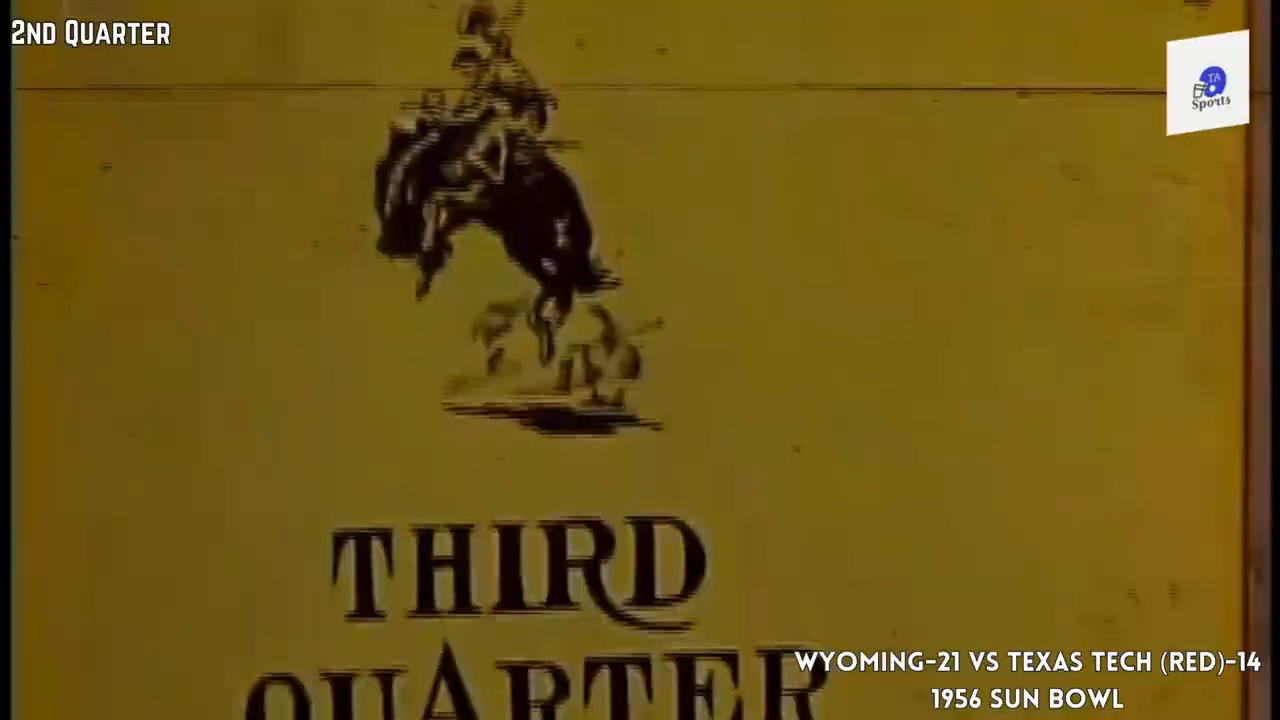 2ND QUARTER
TA
Sports
THIRD
QUARTER
WYOMING-21 VS TEXAS TECH (RED)-14
1956 SUN BOWL